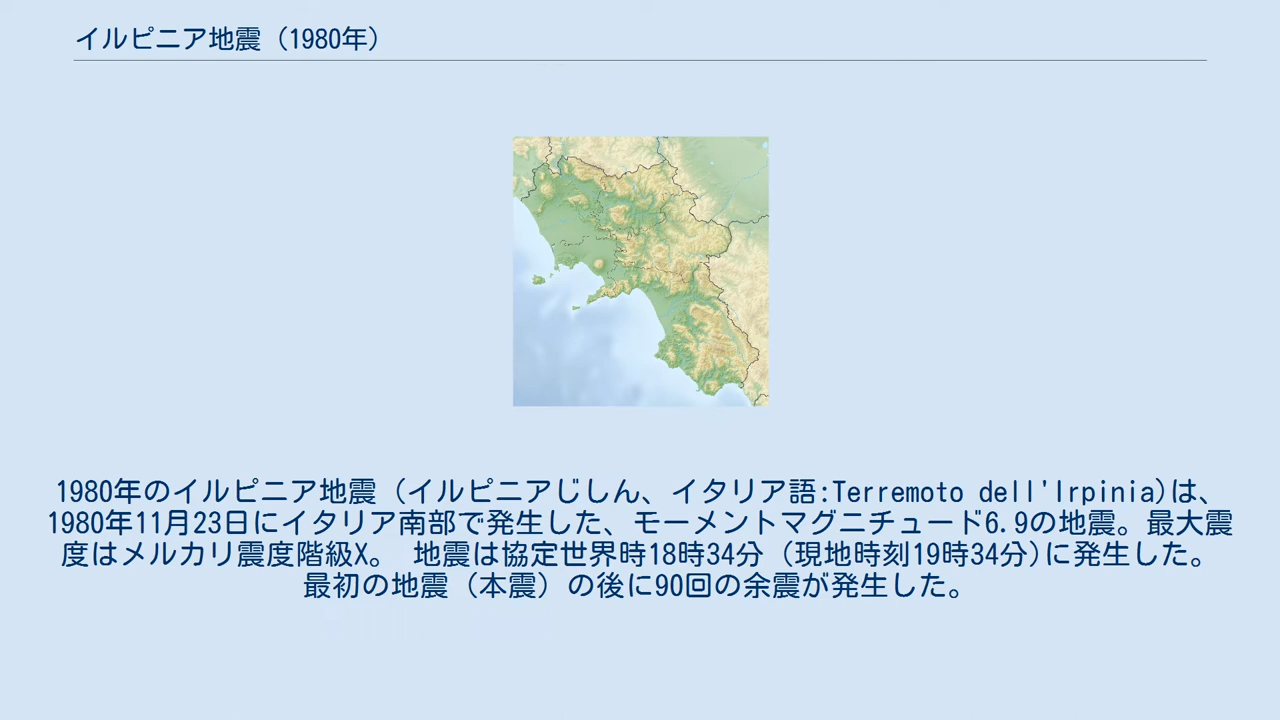 イルピニア地震（1980年）
1980年のイルピニア地震（イルピニアじしん、イタリア語:Terremoto dell'Irpinia)は、
1980年11月23日にイタリア南部で発生した、モーメントマグニチュード6.9の地震。最大震
度はメルカリ震度階級X。 地震は協定世界時18時34分（現地時刻19時34分)に発生した。
最初の地震（本震）の後に90回の余震が発生した。